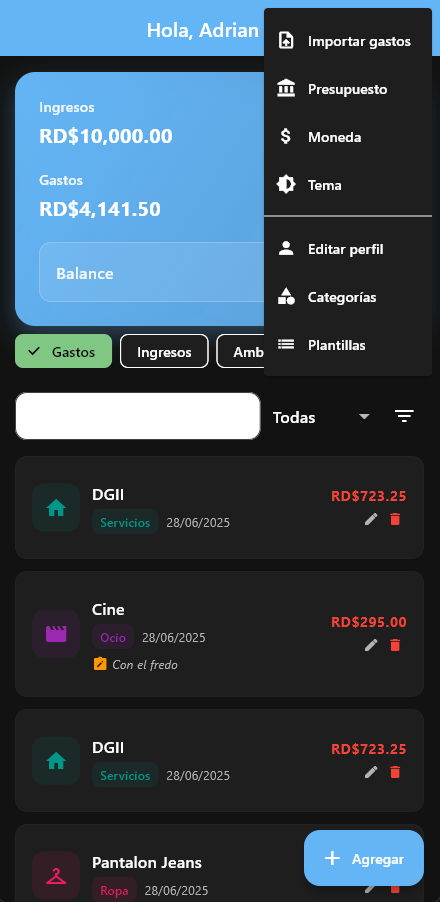 Hola, Adrian
Importar gastos
Presupuesto
Moneda
Tema
Editar perfil
Categorías
Plantillas
Ingresos
RD$10,000.00
Gastos
RD$4,141.50
Balance
Gastos
Ingresos
Amb
Todas
DGII
RD$723.25
Servicios 28/06/2025
Cine
RD$295.00
Ocio 28/06/2025
Con el fredo
DGII
RD$723.25
Servicios 28/06/2025
Pantalon Jeans
Ropa 28/06/2025
Agregar